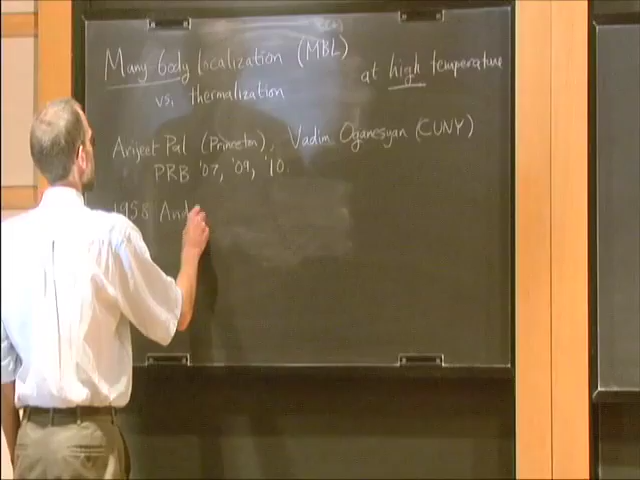 Many-body localization (MBL)
vs. thermalization
at high temperature
Arijeet Pal (Princeton), Vadim Oganesyan (CUNY)
PRB '07, '09, '10.
1958 And